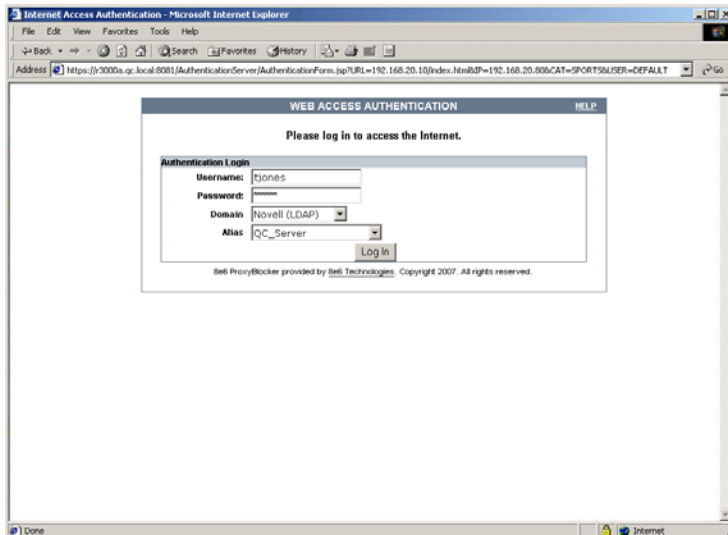 Internet Access Authentication - Microsoft Internet Explorer
File Edit View Favorites Tools Help
Back Search Favorites History
Address https://r3000a.qc.local:8081/AuthenticationServer/AuthenticationForm.jsp?URL=192.168.20.10/index.html&IP=192.168.20.80&CAT=SPORTS&USER=DEFAULT Go
WEB ACCESS AUTHENTICATION HELP
Please log in to access the Internet.
Authentication Login
Username: tjones
Password: ******
Domain Novell (LDAP)
Alias QC_Server
Log In
8e6 ProxyBlocker provided by 8e6 Technologies. Copyright 2007. All rights reserved.
Done Internet